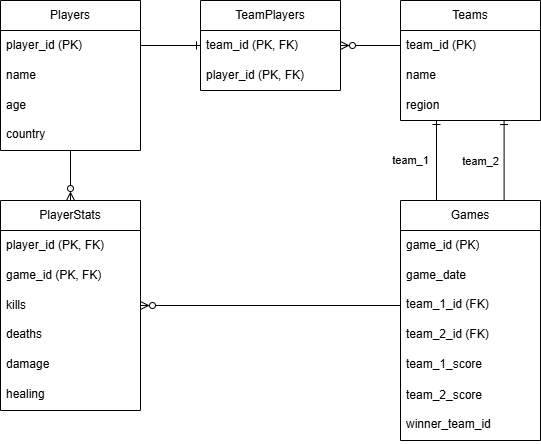 Players
player_id (PK)
name
age
country
TeamPlayers
team_id (PK, FK)
player_id (PK, FK)
Teams
team_id (PK)
name
region
team_1
team_2
PlayerStats
player_id (PK, FK)
game_id (PK, FK)
kills
deaths
damage
healing
Games
game_id (PK)
game_date
team_1_id (FK)
team_2_id (FK)
team_1_score
team_2_score
winner_team_id